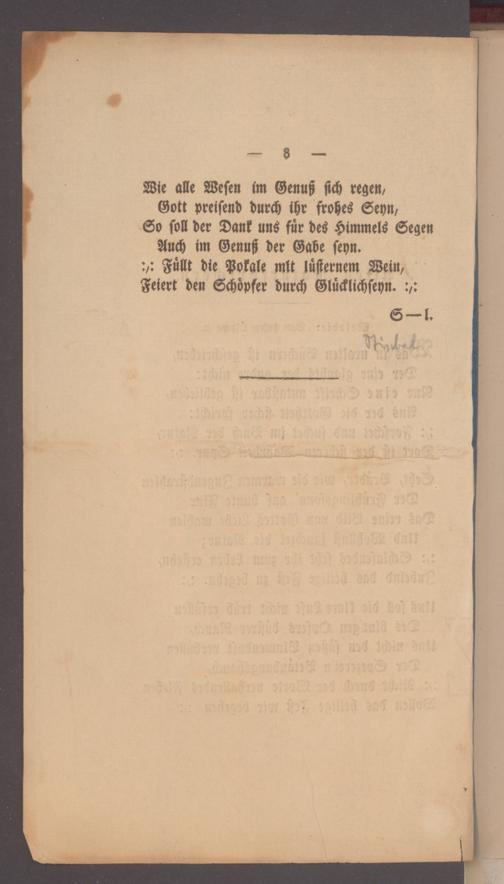 — 8 —
Wie alle Weſen im Genuß ſich regen,
Gott preiſend durch ihr frohes Seyn,
So ſoll der Dank uns für des Himmels Segen
Auch im Genuß der Gabe ſeyn.
:,: Füllt die Pokale mit lüſternem Wein,
Feiert den Schöpfer durch Glücklichſeyn. :,:
S—l.